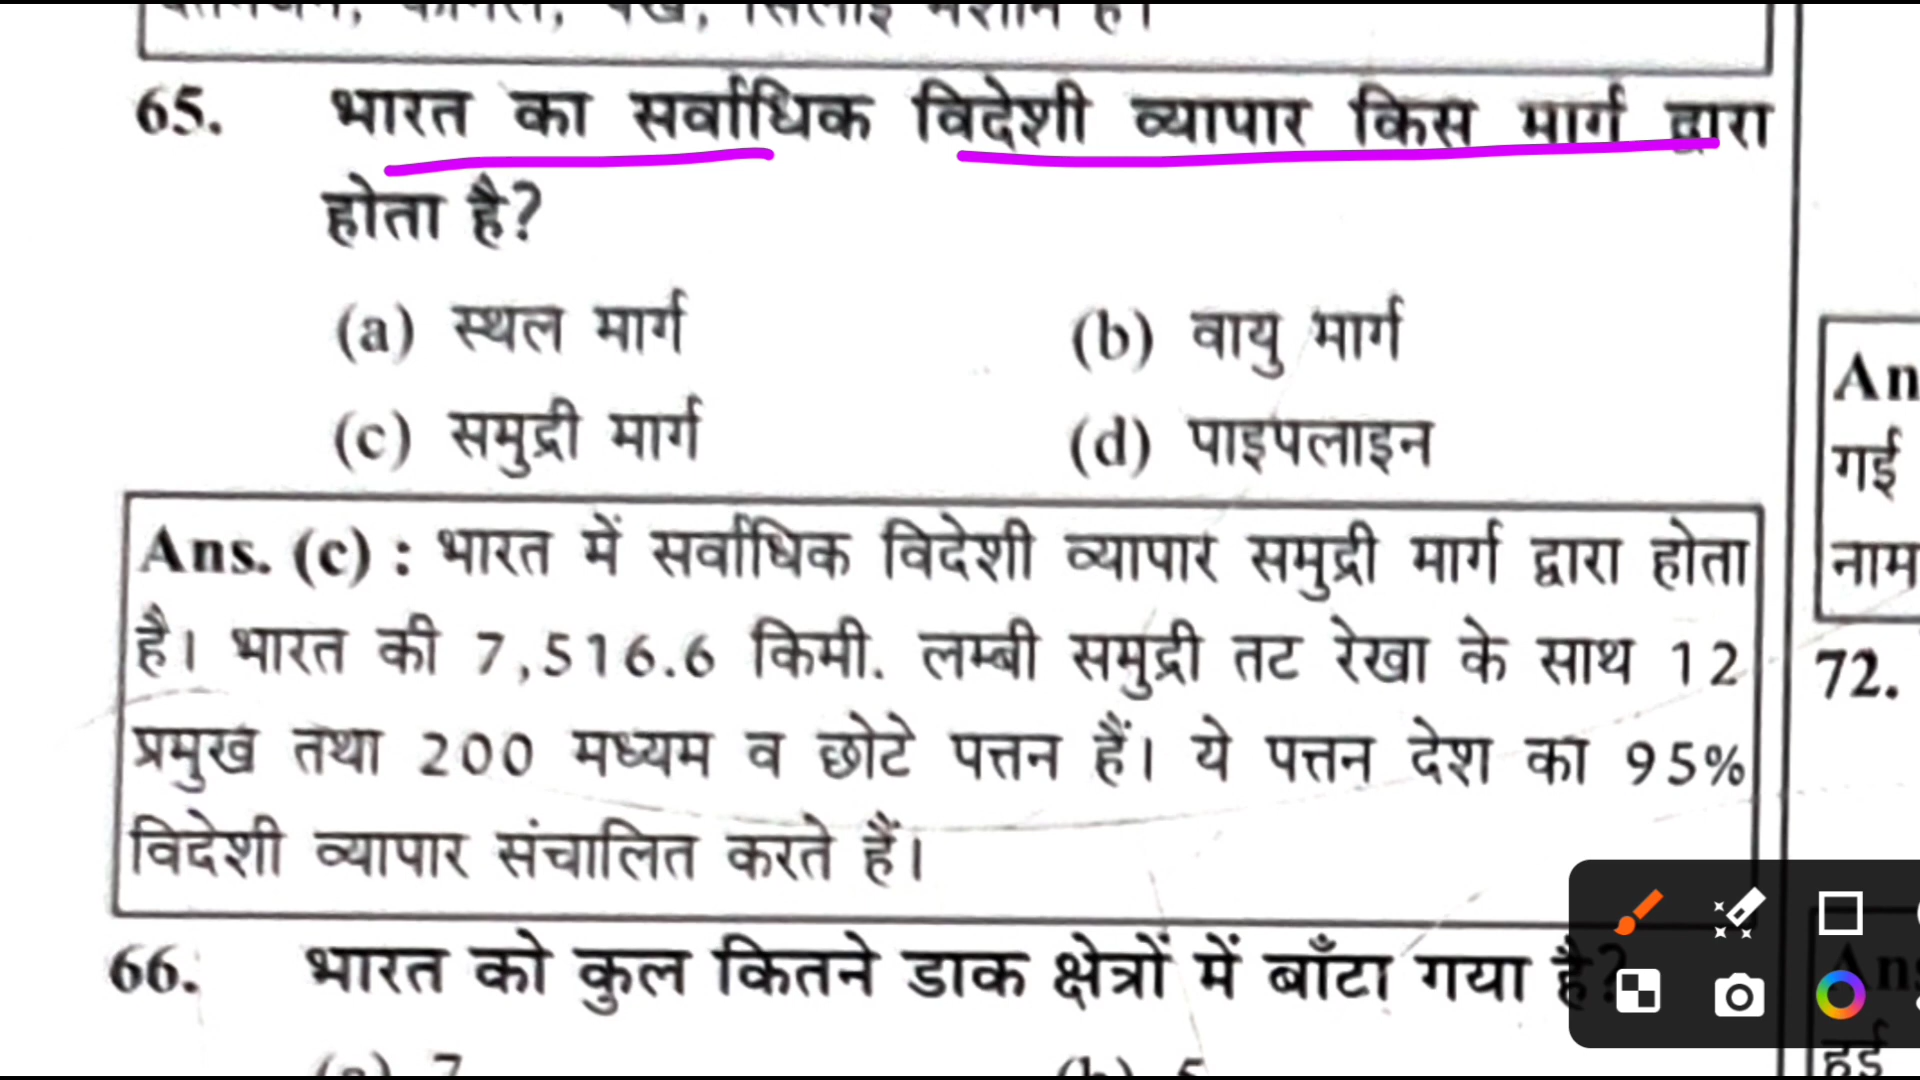 65. भारत का सर्वाधिक विदेशी व्यापार किस मार्ग द्वारा
होता है?
(a) स्थल मार्ग (b) वायु मार्ग
(c) समुद्री मार्ग (d) पाइपलाइन
Ans. (c) : भारत में सर्वाधिक विदेशी व्यापार समुद्री मार्ग द्वारा होता
है। भारत की 7,516.6 किमी. लम्बी समुद्री तट रेखा के साथ 12
प्रमुख तथा 200 मध्यम व छोटे पत्तन हैं। ये पत्तन देश का 95%
विदेशी व्यापार संचालित करते हैं।
66. भारत को कुल कितने डाक क्षेत्रों में बाँटा गया है?
An
गई
नाम
72.